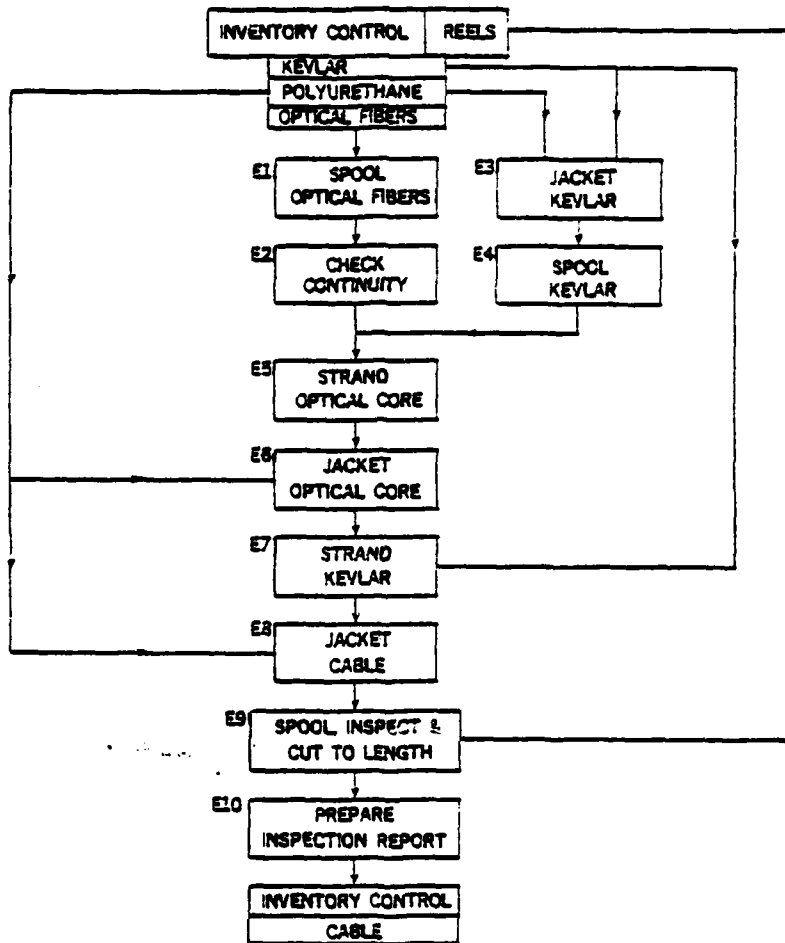 INVENTORY CONTROL REELS
KEVLAR
POLYURETHANE
OPTICAL FIBERS
E1 SPOOL
OPTICAL FIBERS
E3 JACKET
KEVLAR
E2 CHECK
CONTINUITY
E4 SPOOL
KEVLAR
E5 STRAND
OPTICAL CORE
E6 JACKET
OPTICAL CORE
E7 STRAND
KEVLAR
E8 JACKET
CABLE
E9 SPOOL, INSPECT &
CUT TO LENGTH
E10 PREPARE
INSPECTION REPORT
INVENTORY CONTROL
CABLE